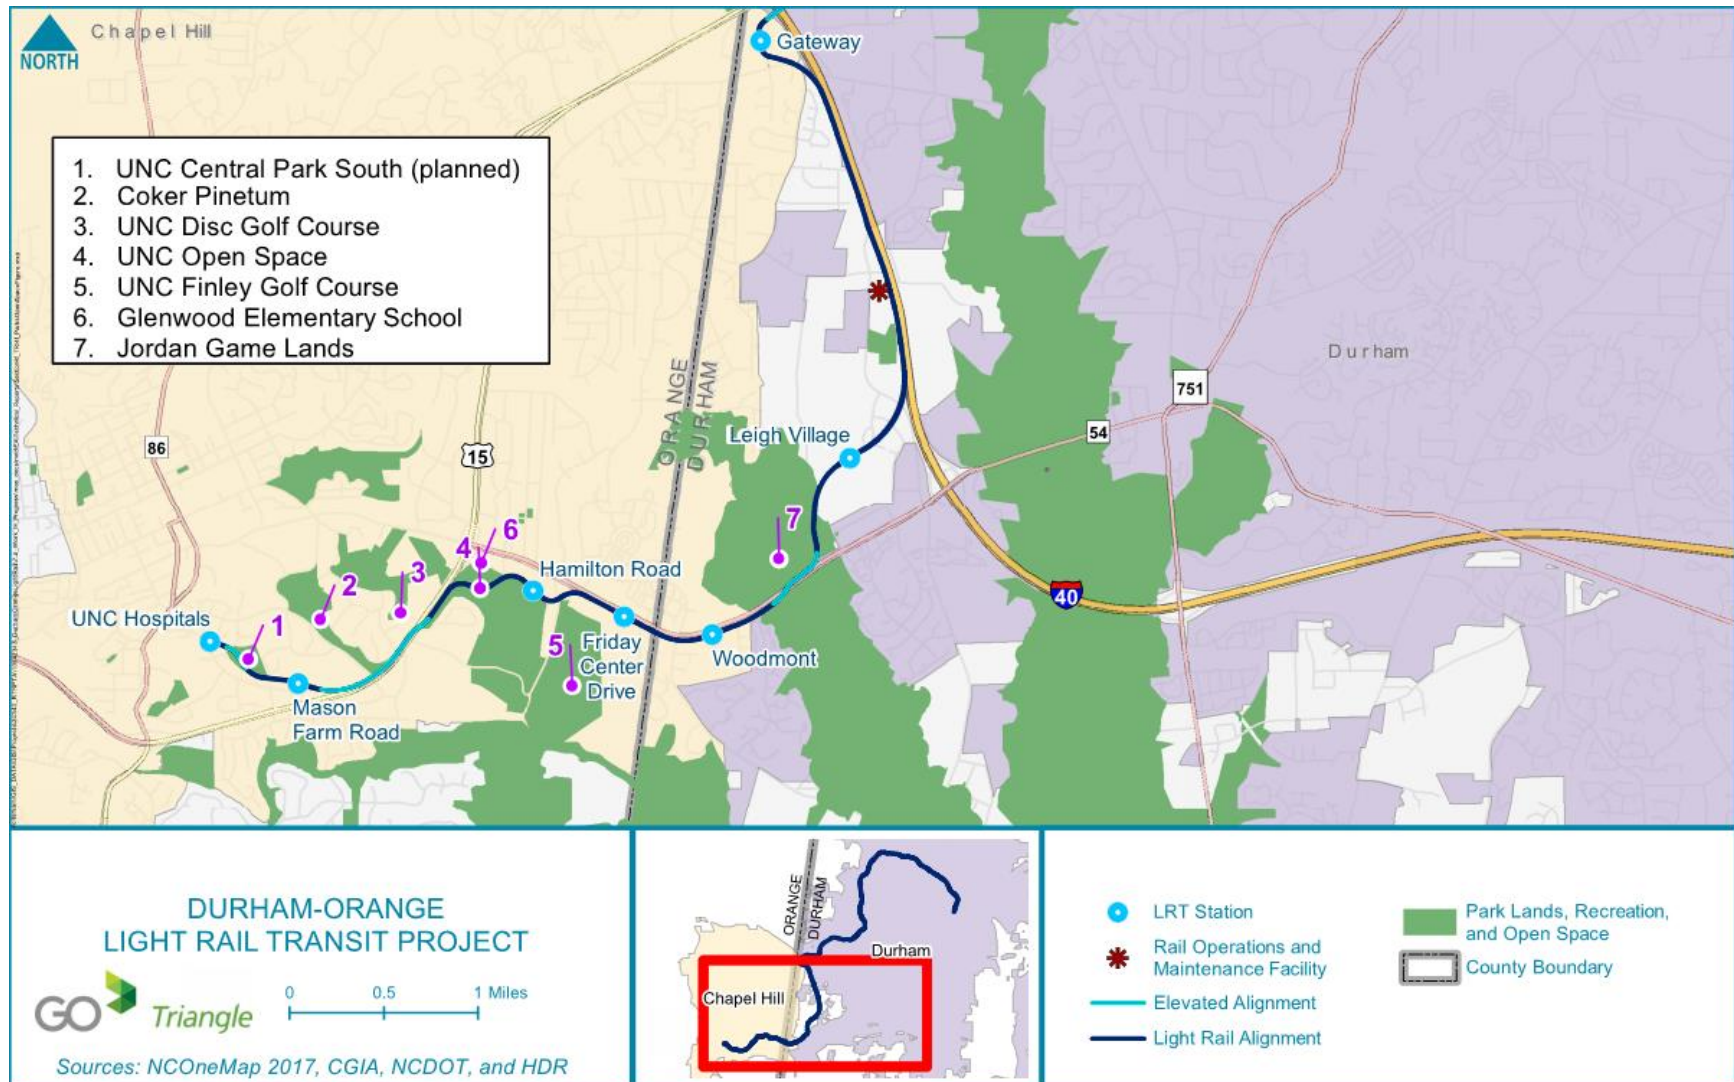 Chapel Hill
NORTH
Gateway
1. UNC Central Park South (planned)
2. Coker Pinetum
3. UNC Disc Golf Course
4. UNC Open Space
5. UNC Finley Golf Course
6. Glenwood Elementary School
7. Jordan Game Lands
Durham
ORANGE
DURHAM
751
86
15
54
Leigh Village
7
6
4
Hamilton Road
3
2
40
UNC Hospitals
1
5
Friday
Center
Drive
Woodmont
Mason
Farm Road
DURHAM-ORANGE
LIGHT RAIL TRANSIT PROJECT
GO Triangle
0 0.5 1 Miles
Sources: NCOneMap 2017, CGIA, NCDOT, and HDR
ORANGE
DURHAM
Durham
Chapel Hill
LRT Station
Rail Operations and
Maintenance Facility
Elevated Alignment
Light Rail Alignment
Park Lands, Recreation,
and Open Space
County Boundary